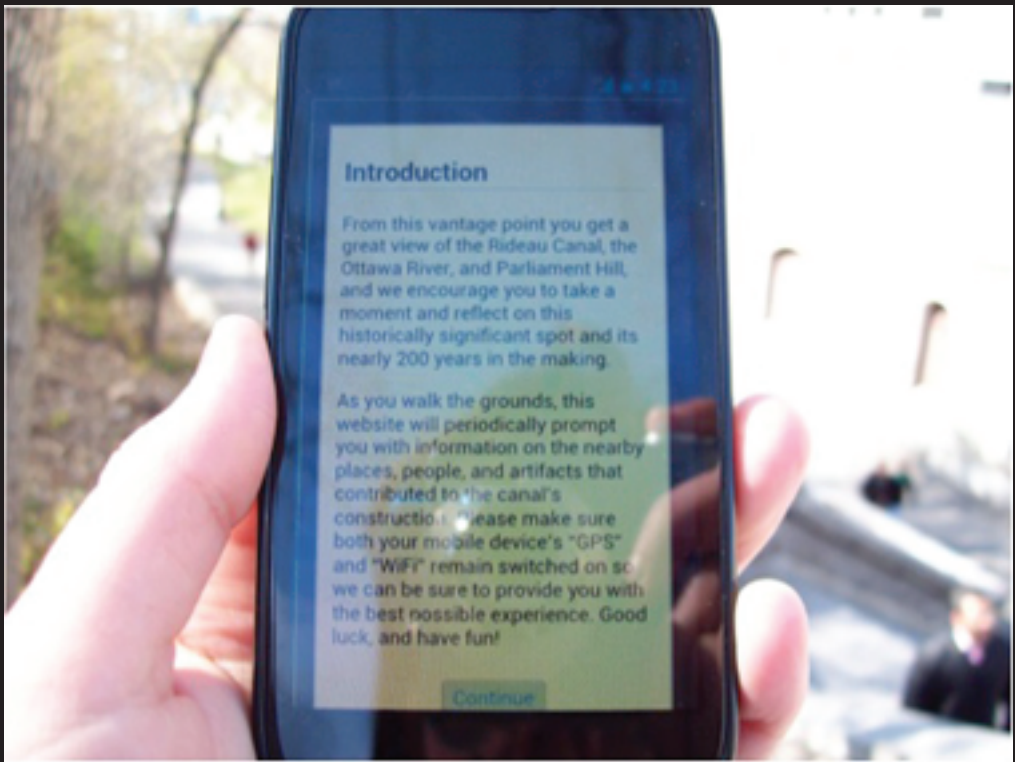 Introduction
From this vantage point you get a
great view of the Rideau Canal, the
Ottawa River, and Parliament Hill,
and we encourage you to take a
moment and reflect on this
historically significant spot and its
nearly 200 years in the making.
As you walk the grounds, this
website will periodically prompt
you with information on the nearby
places, people, and artifacts that
contributed to the canal's
construction. Please make sure
both your mobile device's "GPS"
and "WiFi" remain switched on so
we can be sure to provide you with
the best possible experience. Good
luck, and have fun!
Continue